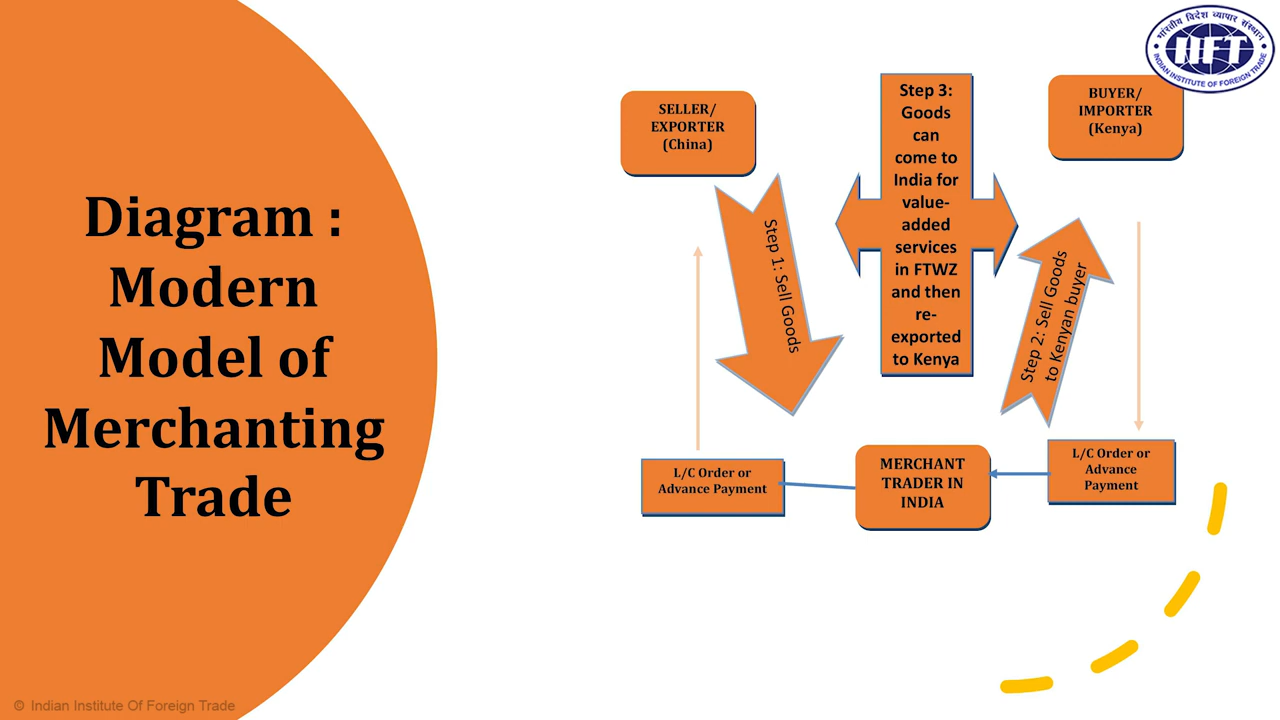 Diagram :
Modern
Model of
Merchanting
Trade
SELLER/
EXPORTER
(China)
Step 3:
Goods
can
come to
India for
value-
added
services
in FTWZ
and then
re-
exported
to Kenya
BUYER/
IMPORTER
(Kenya)
भारतीय विदेश व्यापार संस्थान
IIFT
INDIAN INSTITUTE OF FOREIGN TRADE
Step 1: Sell Goods
Step 2: Sell Goods
to Kenyan buyer
L/C Order or
Advance Payment
MERCHANT
TRADER IN
INDIA
L/C Order or
Advance
Payment
© Indian Institute Of Foreign Trade